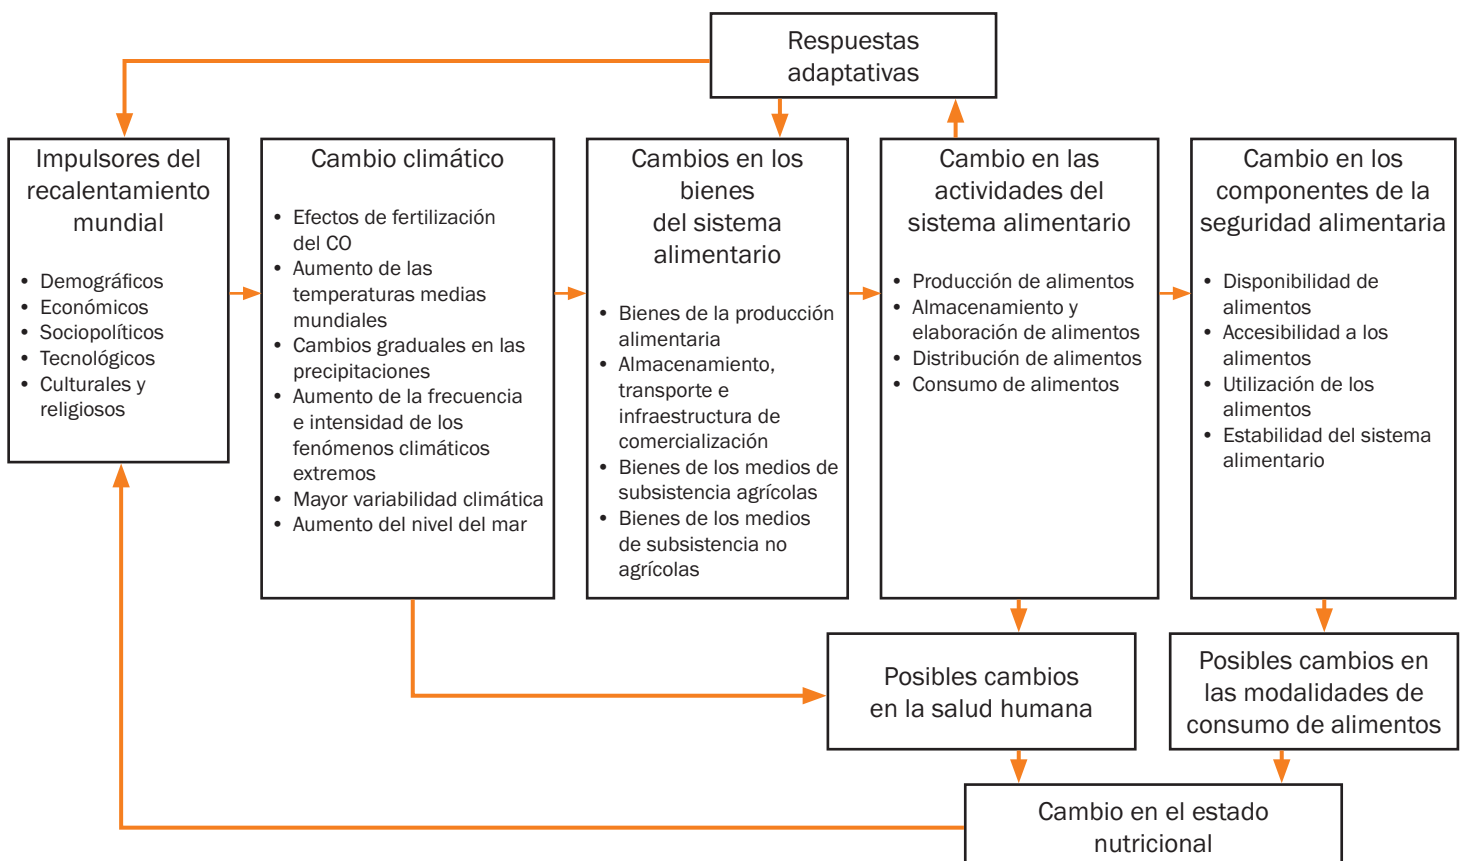 Respuestas
adaptativas
Impulsores del
recalentamiento
mundial
• Demográficos
• Económicos
• Sociopolíticos
• Tecnológicos
• Culturales y
religiosos
Cambio climático
• Efectos de fertilización
del CO
• Aumento de las
temperaturas medias
mundiales
• Cambios graduales en las
precipitaciones
• Aumento de la frecuencia
e intensidad de los
fenómenos climáticos
extremos
• Mayor variabilidad climática
• Aumento del nivel del mar
Cambios en los
bienes
del sistema
alimentario
• Bienes de la producción
alimentaria
• Almacenamiento,
transporte e
infraestructura de
comercialización
• Bienes de los medios de
subsistencia agrícolas
• Bienes de los medios
de subsistencia no
agrícolas
Cambio en las
actividades del
sistema alimentario
• Producción de alimentos
• Almacenamiento y
elaboración de alimentos
• Distribución de alimentos
• Consumo de alimentos
Cambio en los
componentes de la
seguridad alimentaria
• Disponibilidad de
alimentos
• Accesibilidad a los
alimentos
• Utilización de los
alimentos
• Estabilidad del sistema
alimentario
Posibles cambios
en la salud humana
Posibles cambios en
las modalidades de
consumo de alimentos
Cambio en el estado
nutricional